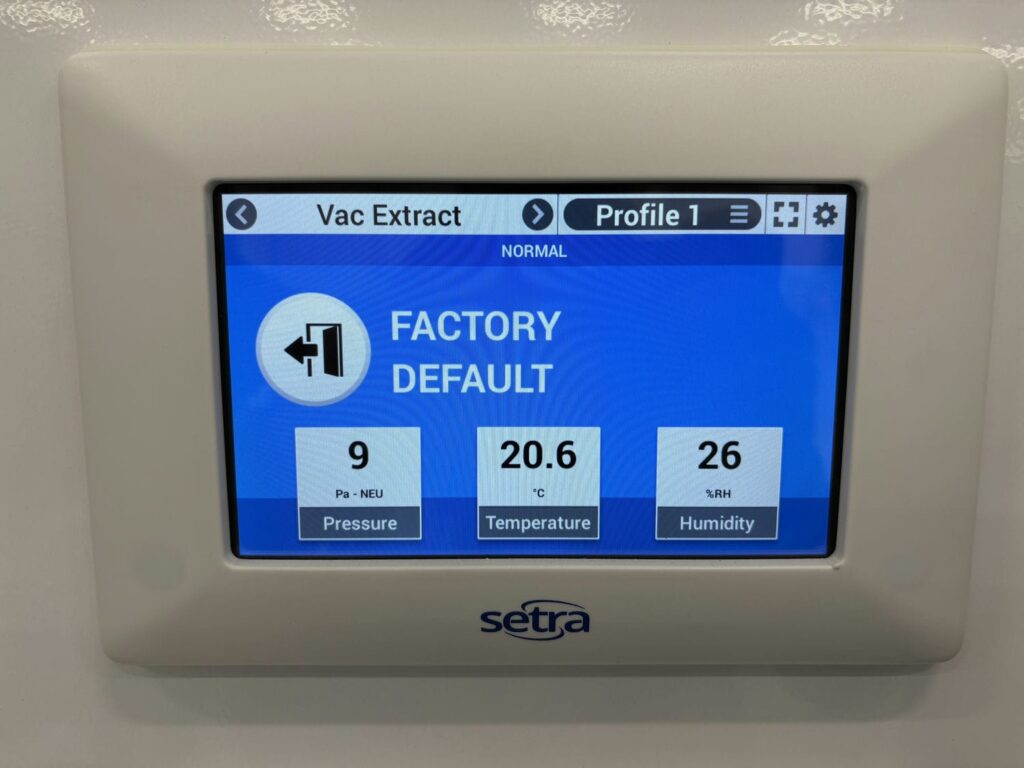 Vac Extract
Profile 1
NORMAL
FACTORY
DEFAULT
9
Pa - NEU
Pressure
20.6
°C
Temperature
26
%RH
Humidity
setra